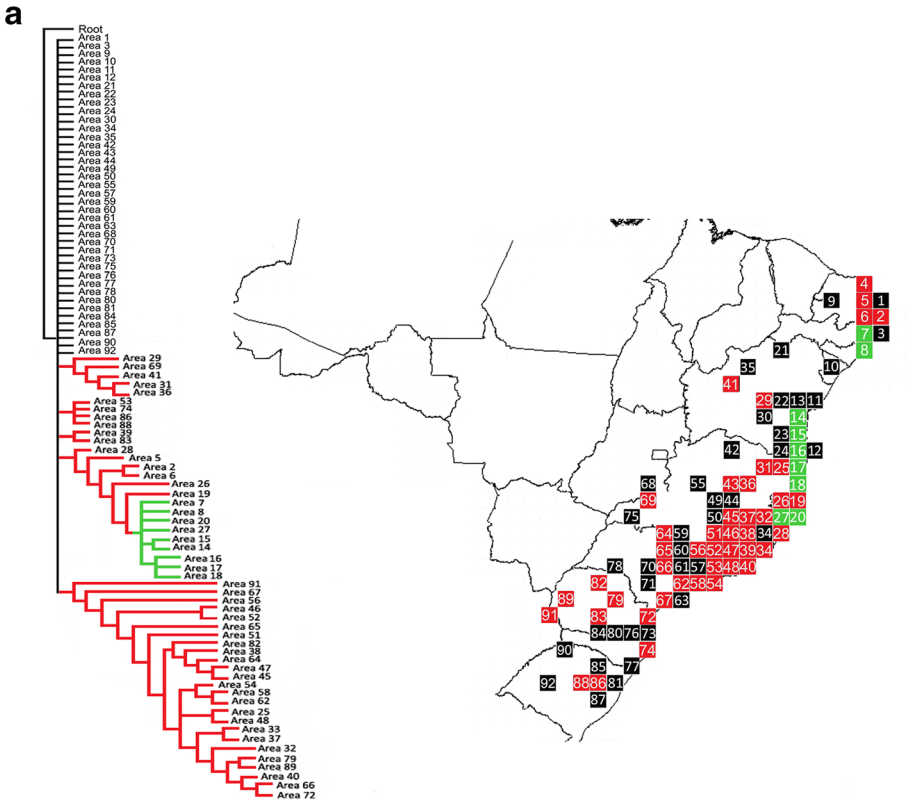 a
Root
Area 1
Area 3
Area 9
Area 10
Area 11
Area 12
Area 21
Area 22
Area 23
Area 24
Area 30
Area 34
Area 35
Area 42
Area 43
Area 44
Area 49
Area 50
Area 55
Area 57
Area 59
Area 60
Area 61
Area 63
Area 68
Area 70
Area 71
Area 73
Area 75
Area 76
Area 77
Area 78
Area 80
Area 81
Area 84
Area 85
Area 87
Area 90
Area 92
Area 29
Area 69
Area 41
Area 31
Area 36
Area 53
Area 74
Area 86
Area 88
Area 39
Area 83
Area 28
Area 5
Area 2
Area 6
Area 26
Area 19
Area 7
Area 8
Area 20
Area 27
Area 15
Area 14
Area 16
Area 17
Area 18
Area 91
Area 67
Area 56
Area 46
Area 52
Area 65
Area 51
Area 82
Area 38
Area 64
Area 47
Area 45
Area 54
Area 58
Area 62
Area 25
Area 48
Area 33
Area 37
Area 32
Area 79
Area 89
Area 40
Area 66
Area 72
4
9 5 1
6 2
7 3
21 8
35 10
41
29 22 13 11
30 14
23 15
42 24 16 12
31 25 17
68 55 43 36 18
69 49 44 26 19
75 50 45 37 32 27 20
64 59 51 46 38 34 28
65 60 56 52 47 39 34
78 70 66 61 57 53 48 40
82 71 62 58 54
89 79 67 63
91 83 72
84 80 76 73
90 74
85 77
92 88 86 81
87